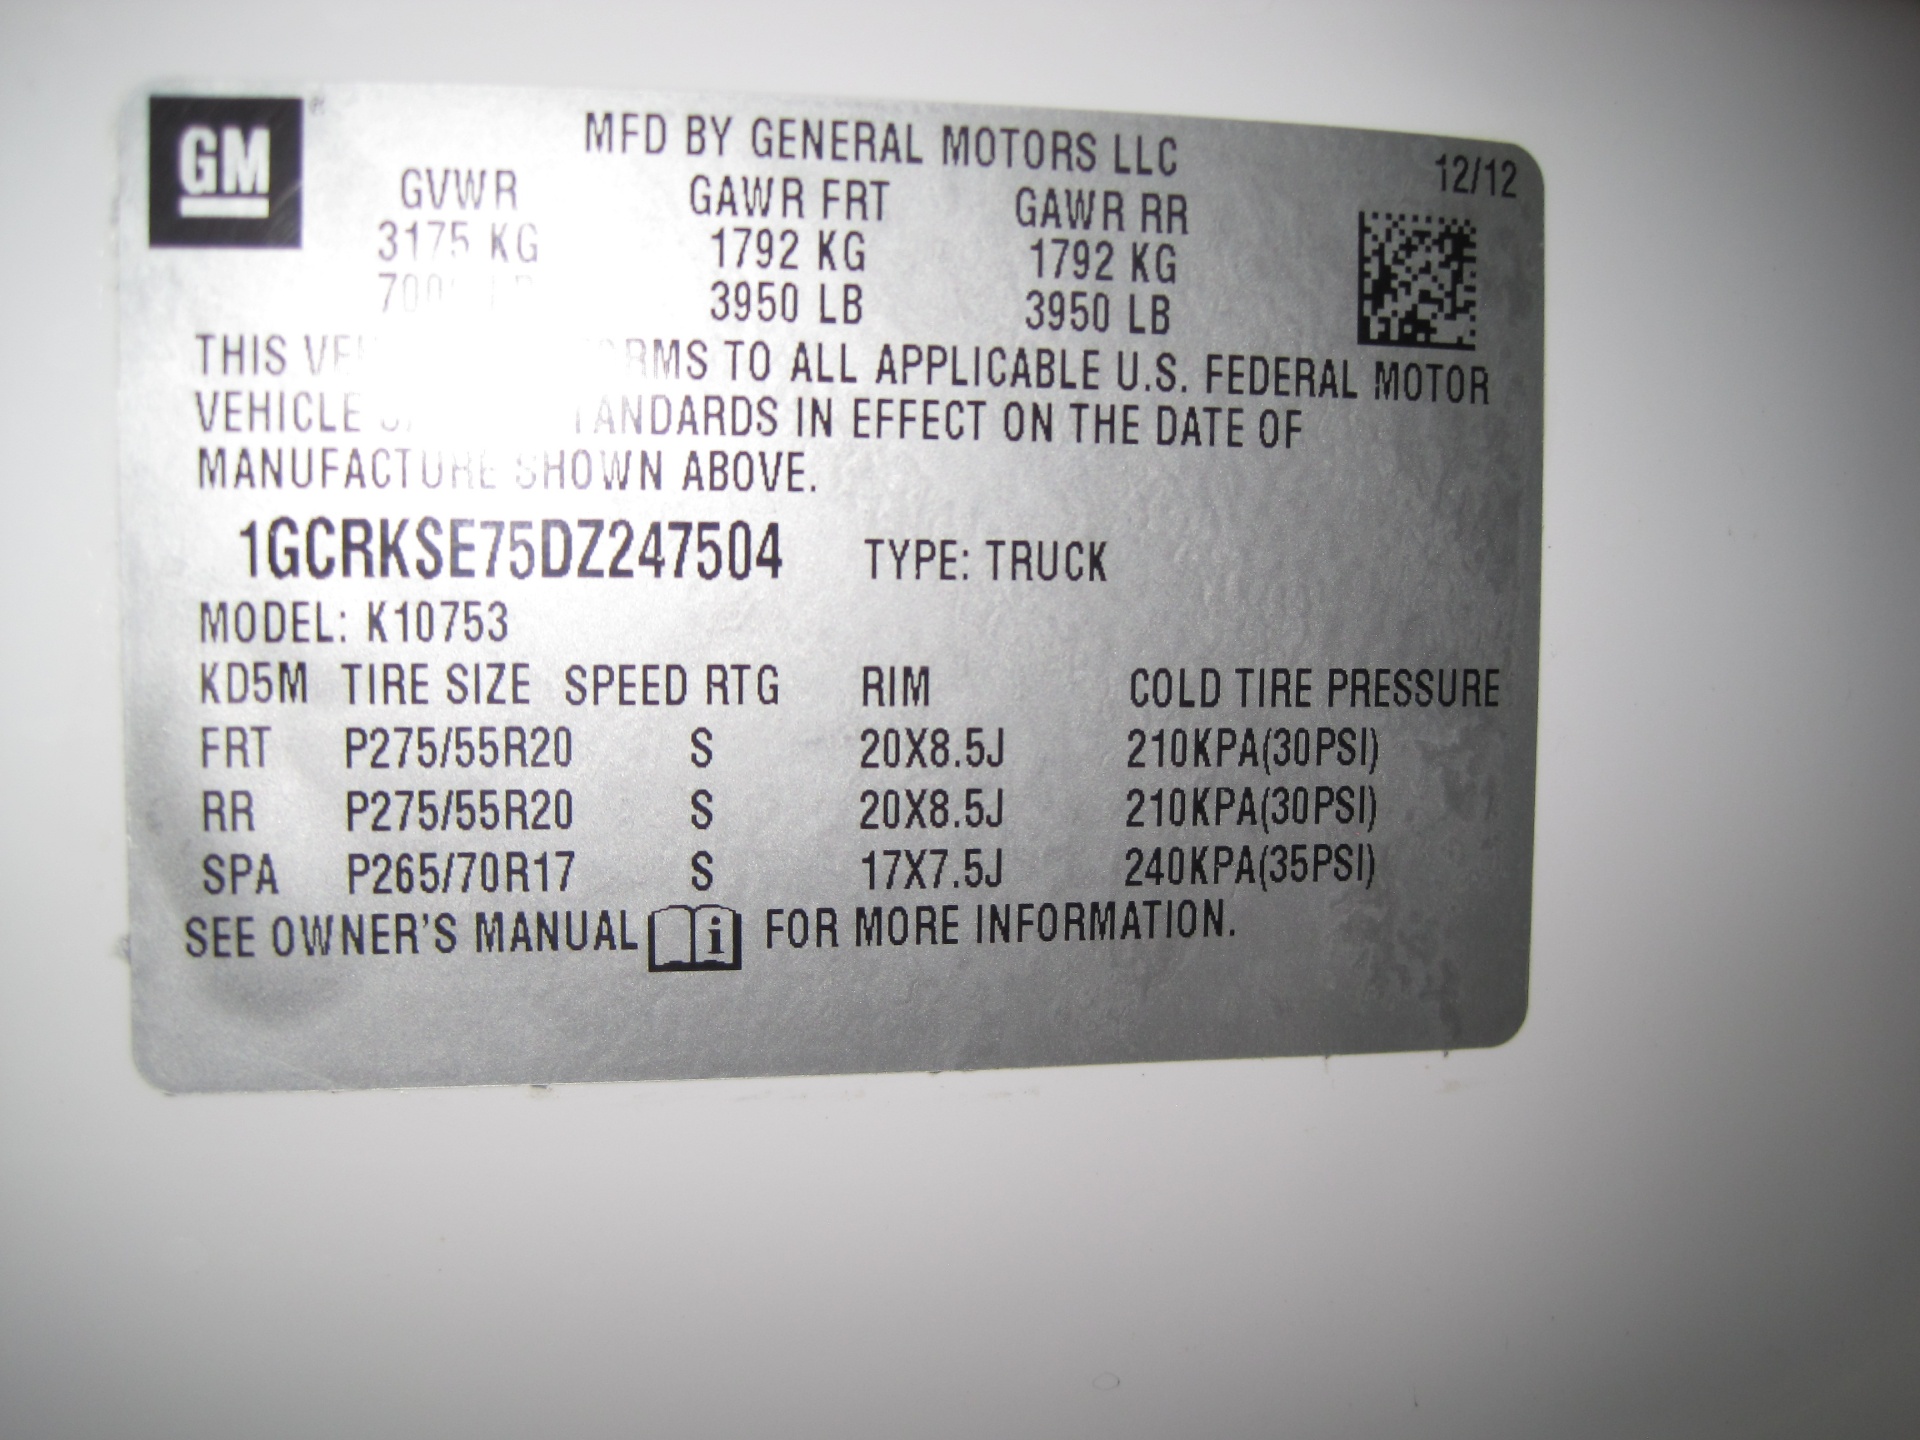 GM
MFD BY GENERAL MOTORS LLC
12/12
GVWR GAWR FRT GAWR RR
3175 KG 1792 KG 1792 KG
3950 LB 3950 LB
THIS TO ALL APPLICABLE U.S. FEDERAL MOTOR
VEHICLE IN EFFECT ON THE DATE OF
MANUFACTURE SHOWN ABOVE.
1GCRKSE75DZ247504 TYPE: TRUCK
MODEL: K10753
KD5M TIRE SIZE SPEED RTG RIM COLD TIRE PRESSURE
FRT P275/55R20 S 20X8.5J 210KPA(30PSI)
RR P275/55R20 S 20X8.5J 210KPA(30PSI)
SPA P265/70R17 S 17X7.5J 240KPA(35PSI)
SEE OWNER'S MANUAL i FOR MORE INFORMATION.